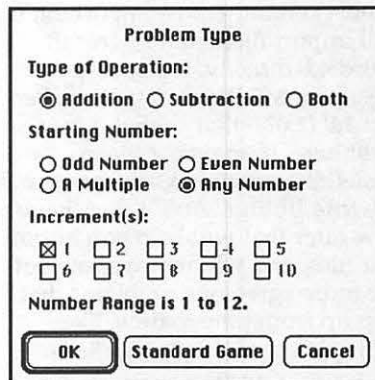 Problem Type
Type of Operation:
Addition Subtraction Both
Starting Number:
Odd Number Even Number
A Multiple Any Number
Increment(s):
1 2 3 4 5
6 7 8 9 10
Number Range is 1 to 12.
OK Standard Game Cancel